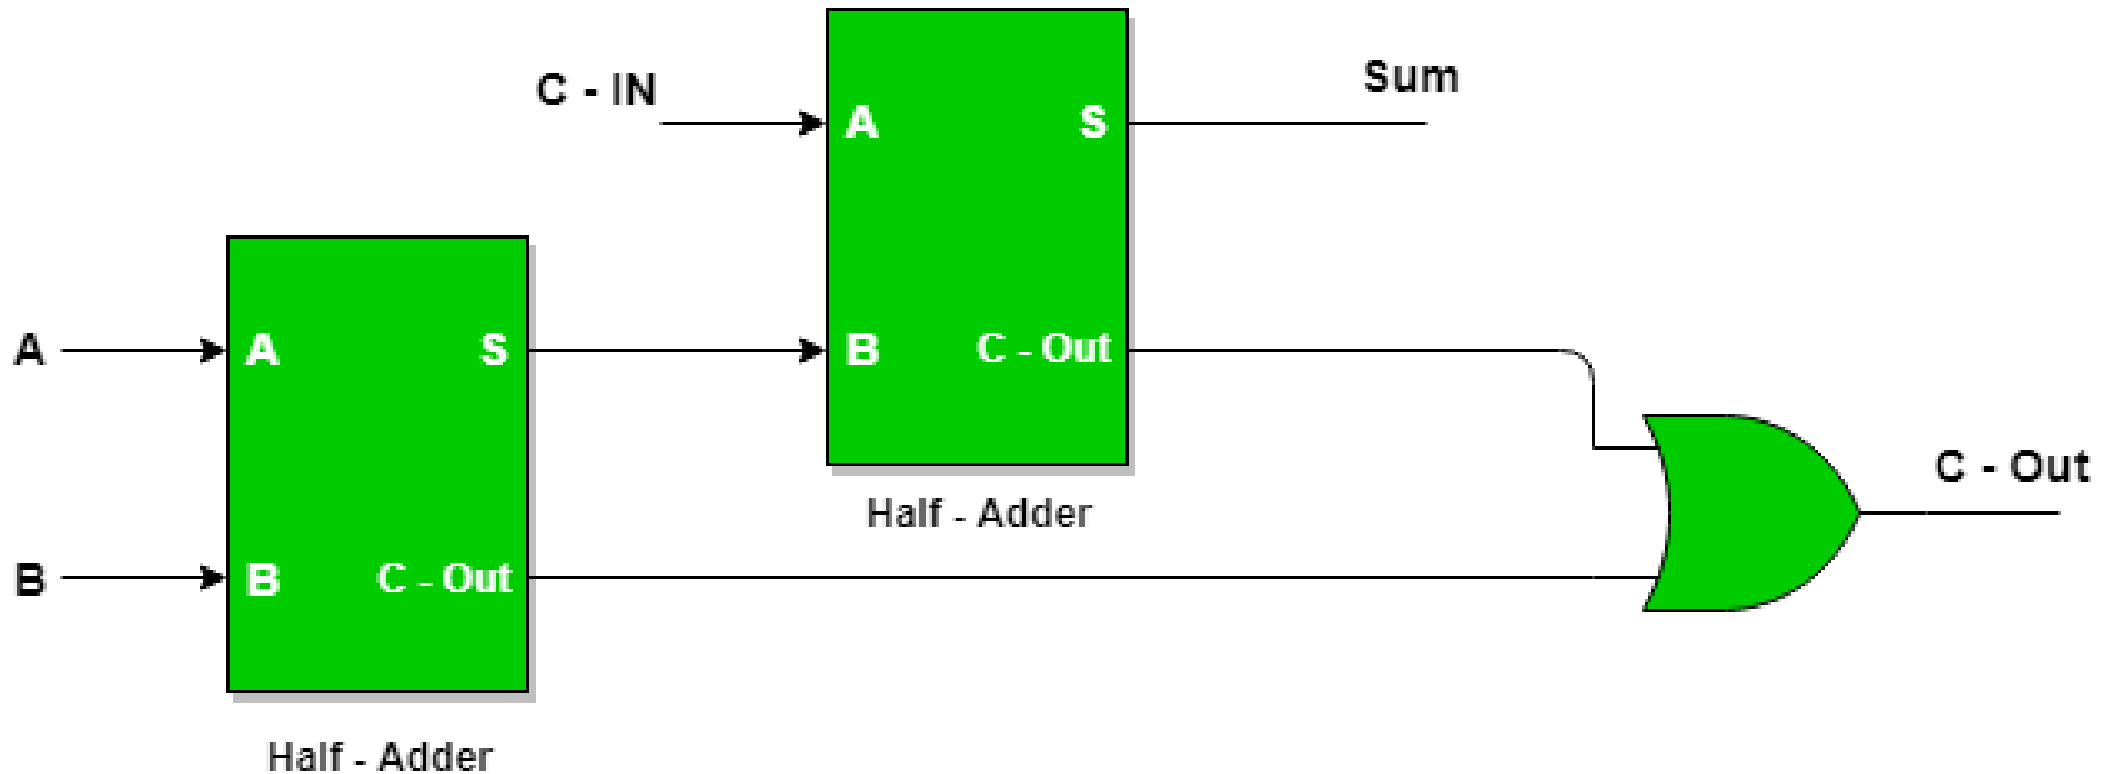 C - IN
A
S
Sum
B
C - Out
Half - Adder
A
A
S
B
B
C - Out
Half - Adder
C - Out